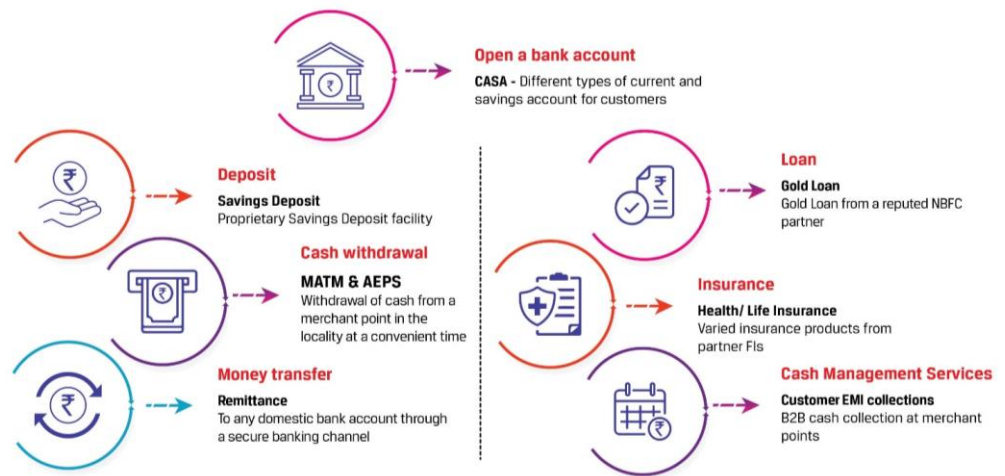 Open a bank account
CASA - Different types of current and
savings account for customers
Deposit
Savings Deposit
Proprietary Savings Deposit facility
Cash withdrawal
MATM & AEPS
Withdrawal of cash from a
merchant point in the
locality at a convenient time
Money transfer
Remittance
To any domestic bank account through
a secure banking channel
Loan
Gold Loan
Gold Loan from a reputed NBFC
partner
Insurance
Health/ Life Insurance
Varied insurance products from
partner FIs
Cash Management Services
Customer EMI collections
B2B cash collection at merchant
points